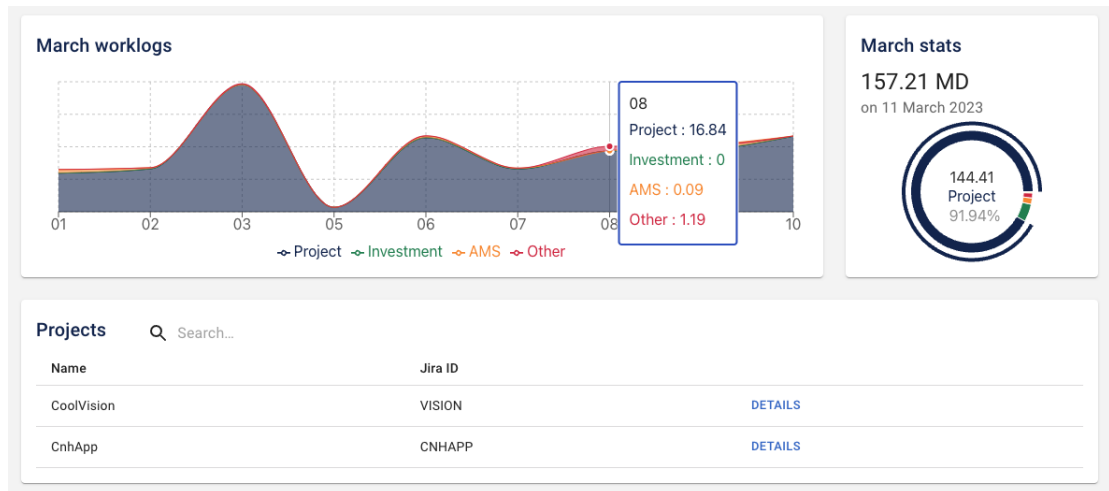 March worklogs
08
Project : 16.84
Investment : 0
AMS : 0.09
Other : 1.19
01 02 03 05 06 07 08 10
Project Investment AMS Other
March stats
157.21 MD
on 11 March 2023
144.41
Project
91.94%
Projects Search...
Name Jira ID
CoolVision VISION DETAILS
CnhApp CNHAPP DETAILS